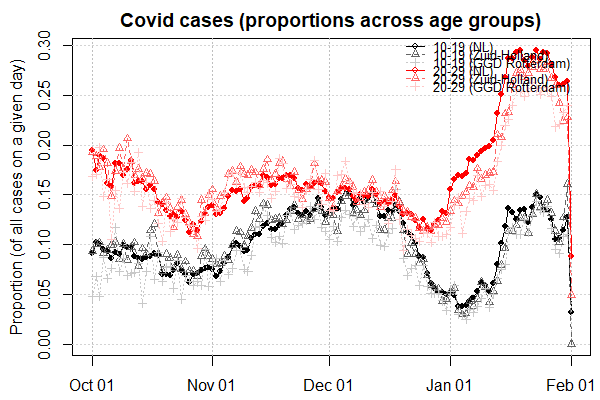 Covid cases (proportions across age groups)
10-19 (NL)
10-19 (Zuid-Holland)
10-19 (GGD Rotterdam)
20-29 (NL)
20-29 (Zuid-Holland)
20-29 (GGD Rotterdam)
Proportion (of all cases on a given day)
0.30
0.25
0.20
0.15
0.10
0.05
0.00
Oct 01 Nov 01 Dec 01 Jan 01 Feb 01